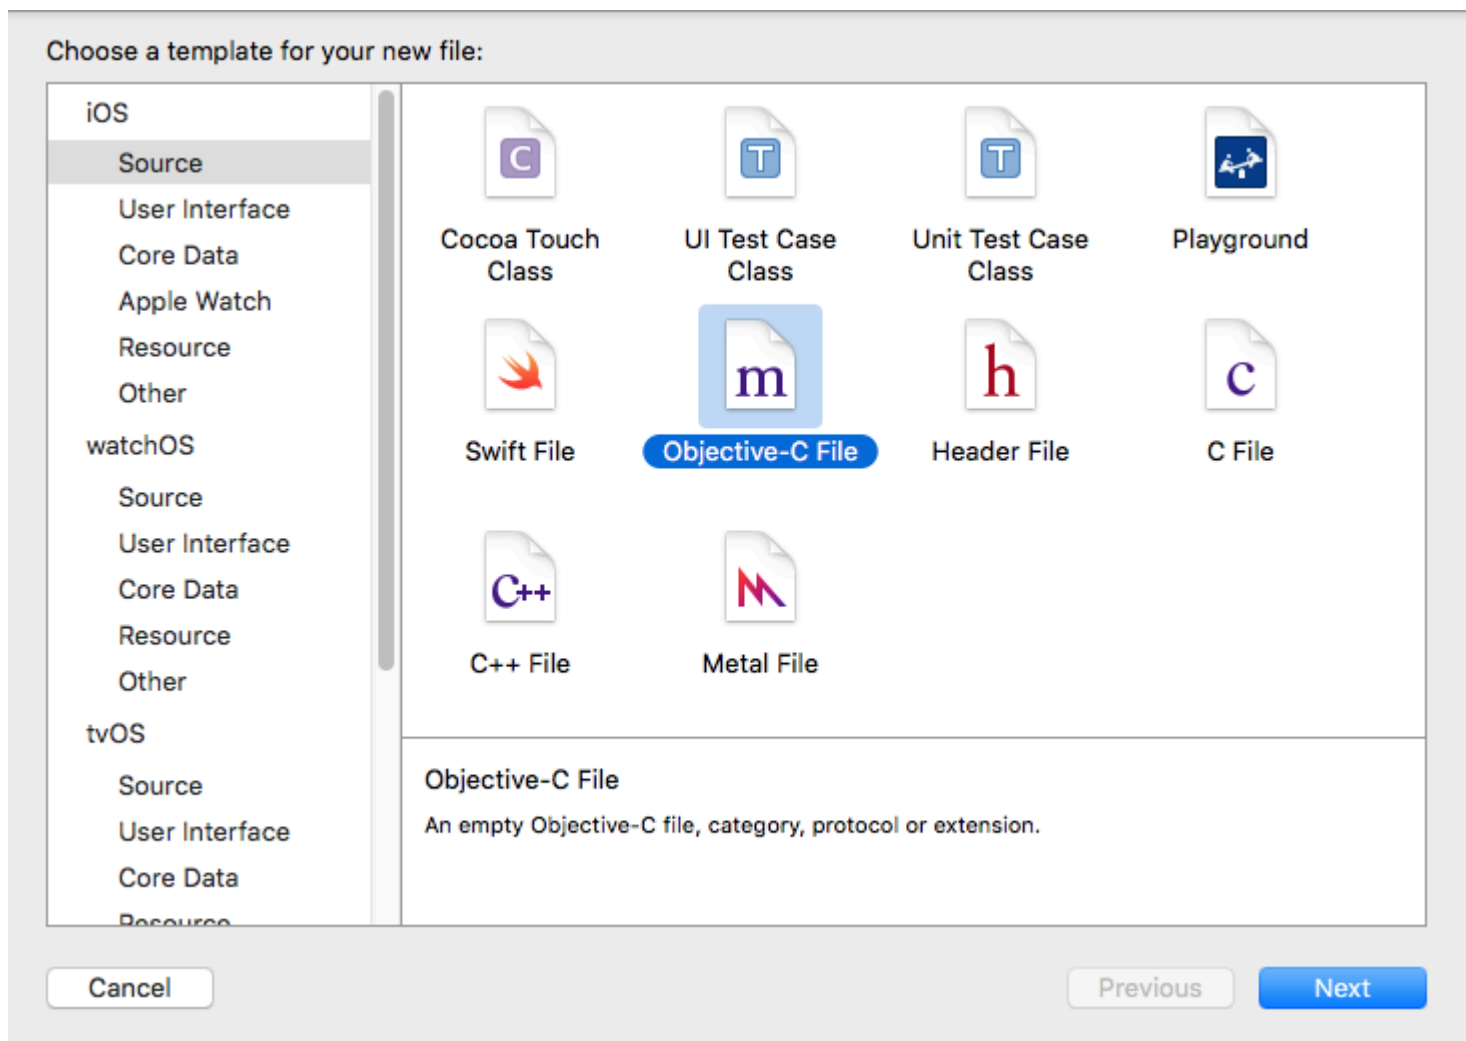 Choose a template for your new file:
iOS
Source
User Interface
Core Data
Apple Watch
Resource
Other
watchOS
Source
User Interface
Core Data
Resource
Other
tvOS
Source
User Interface
Core Data
Resource
C
T
T
Cocoa Touch
Class
UI Test Case
Class
Unit Test Case
Class
Playground
m
h
c
Swift File
Objective-C File
Header File
C File
C++
C++ File
Metal File
Objective-C File
An empty Objective-C file, category, protocol or extension.
Cancel
Previous
Next